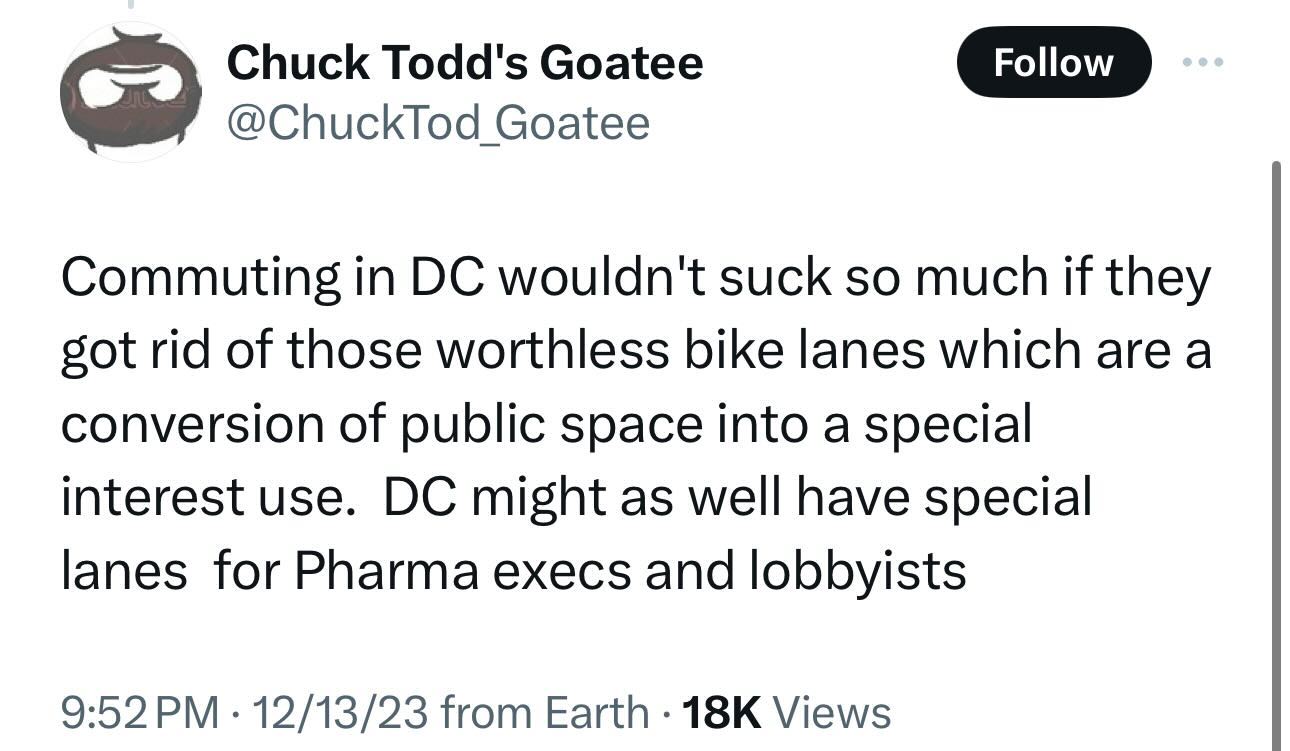 Chuck Todd's Goatee
Follow
@ChuckTod_Goatee
Commuting in DC wouldn't suck so much if they
got rid of those worthless bike lanes which are a
conversion of public space into a special
interest use.  DC might as well have special
lanes  for Pharma execs and lobbyists
9:52 PM · 12/13/23 from Earth · 18K Views